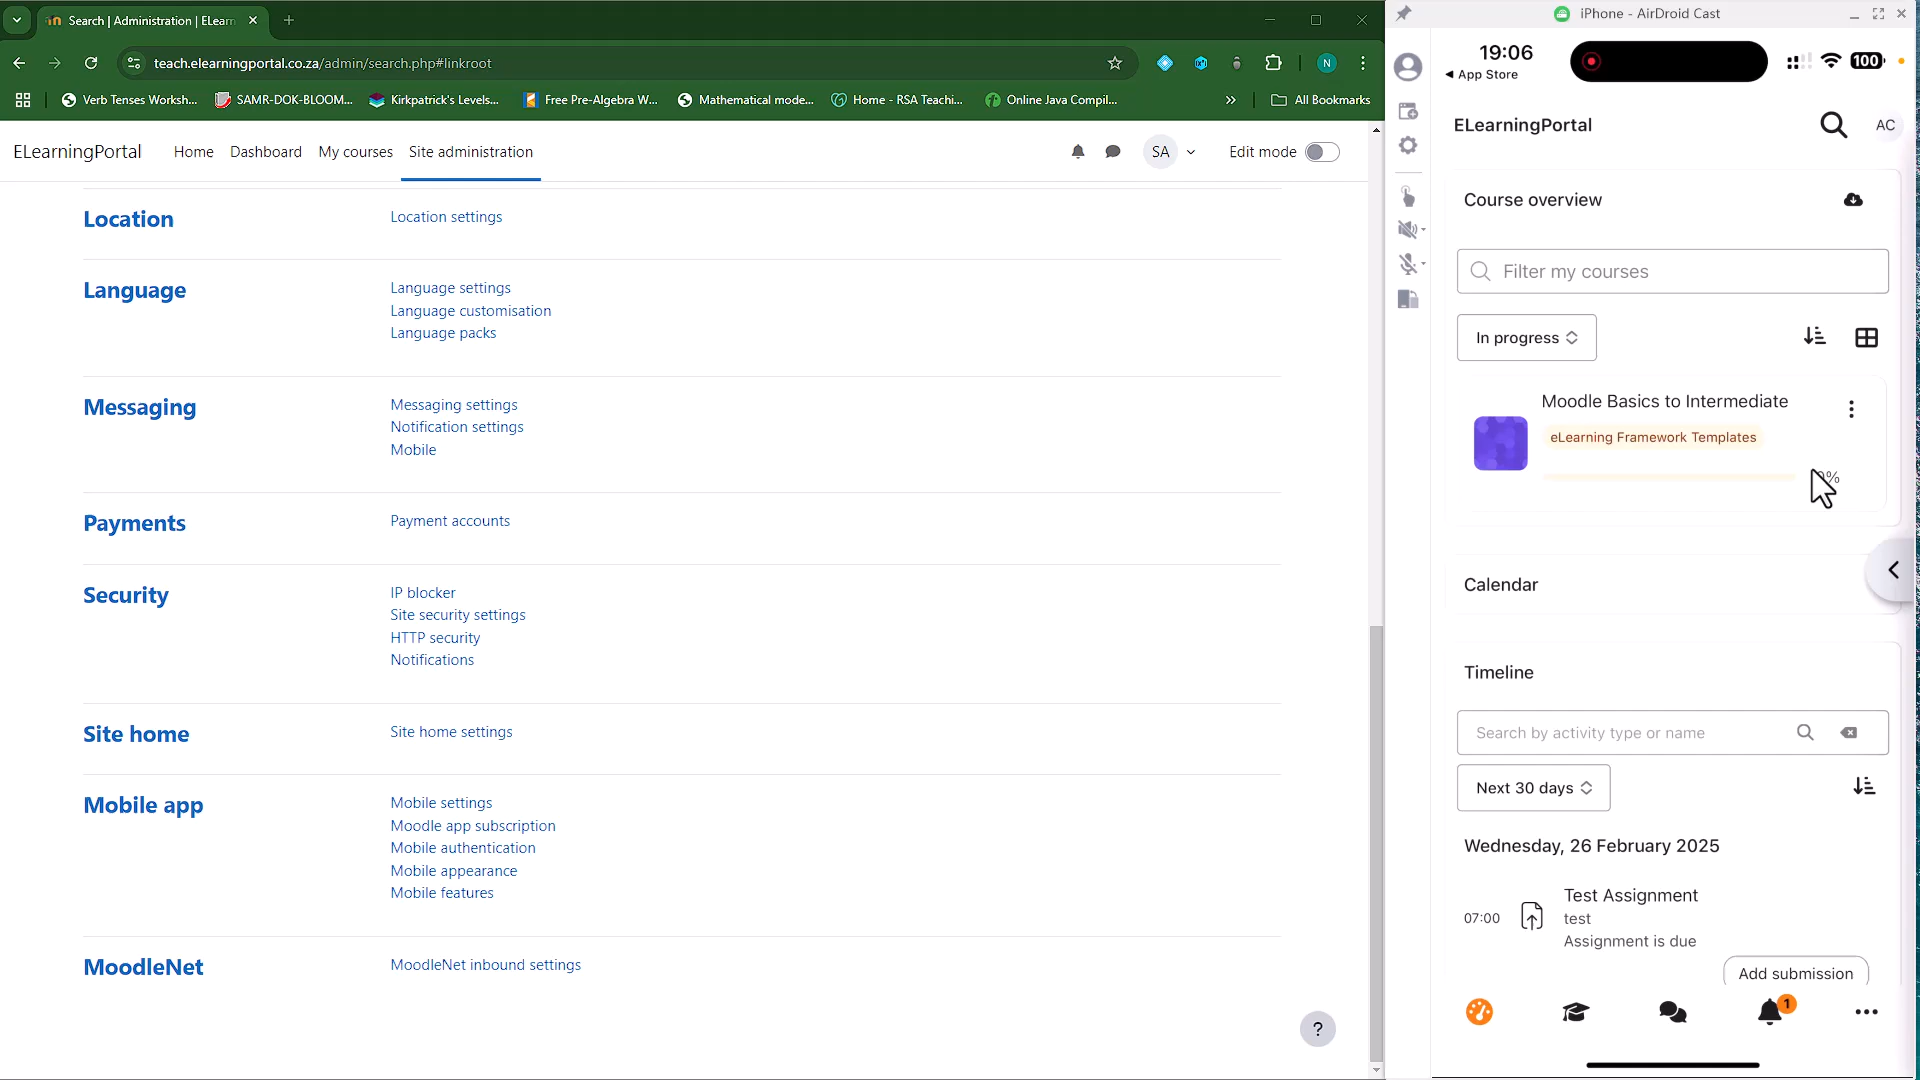 Search | Administration | ELearn
teach.elearningportal.co.za/admin/search.php#linkroot
N
Verb Tenses Worksh...
SAMR-DOK-BLOOM...
Kirkpatrick's Levels...
Free Pre-Algebra W...
Mathematical mode...
Home - RSA Teachi...
Online Java Compil...
All Bookmarks
ELearningPortal
Home
Dashboard
My courses
Site administration
SA
Edit mode
Location
Location settings
Language
Language settings
Language customisation
Language packs
Messaging
Messaging settings
Notification settings
Mobile
Payments
Payment accounts
Security
IP blocker
Site security settings
HTTP security
Notifications
Site home
Site home settings
Mobile app
Mobile settings
Moodle app subscription
Mobile authentication
Mobile appearance
Mobile features
MoodleNet
MoodleNet inbound settings
?
iPhone - AirDroid Cast
19:06
App Store
100
ELearningPortal
AC
Course overview
Filter my courses
In progress
Moodle Basics to Intermediate
eLearning Framework Templates
Calendar
Timeline
Search by activity type or name
Next 30 days
Wednesday, 26 February 2025
07:00
Test Assignment
test
Assignment is due
Add submission
1